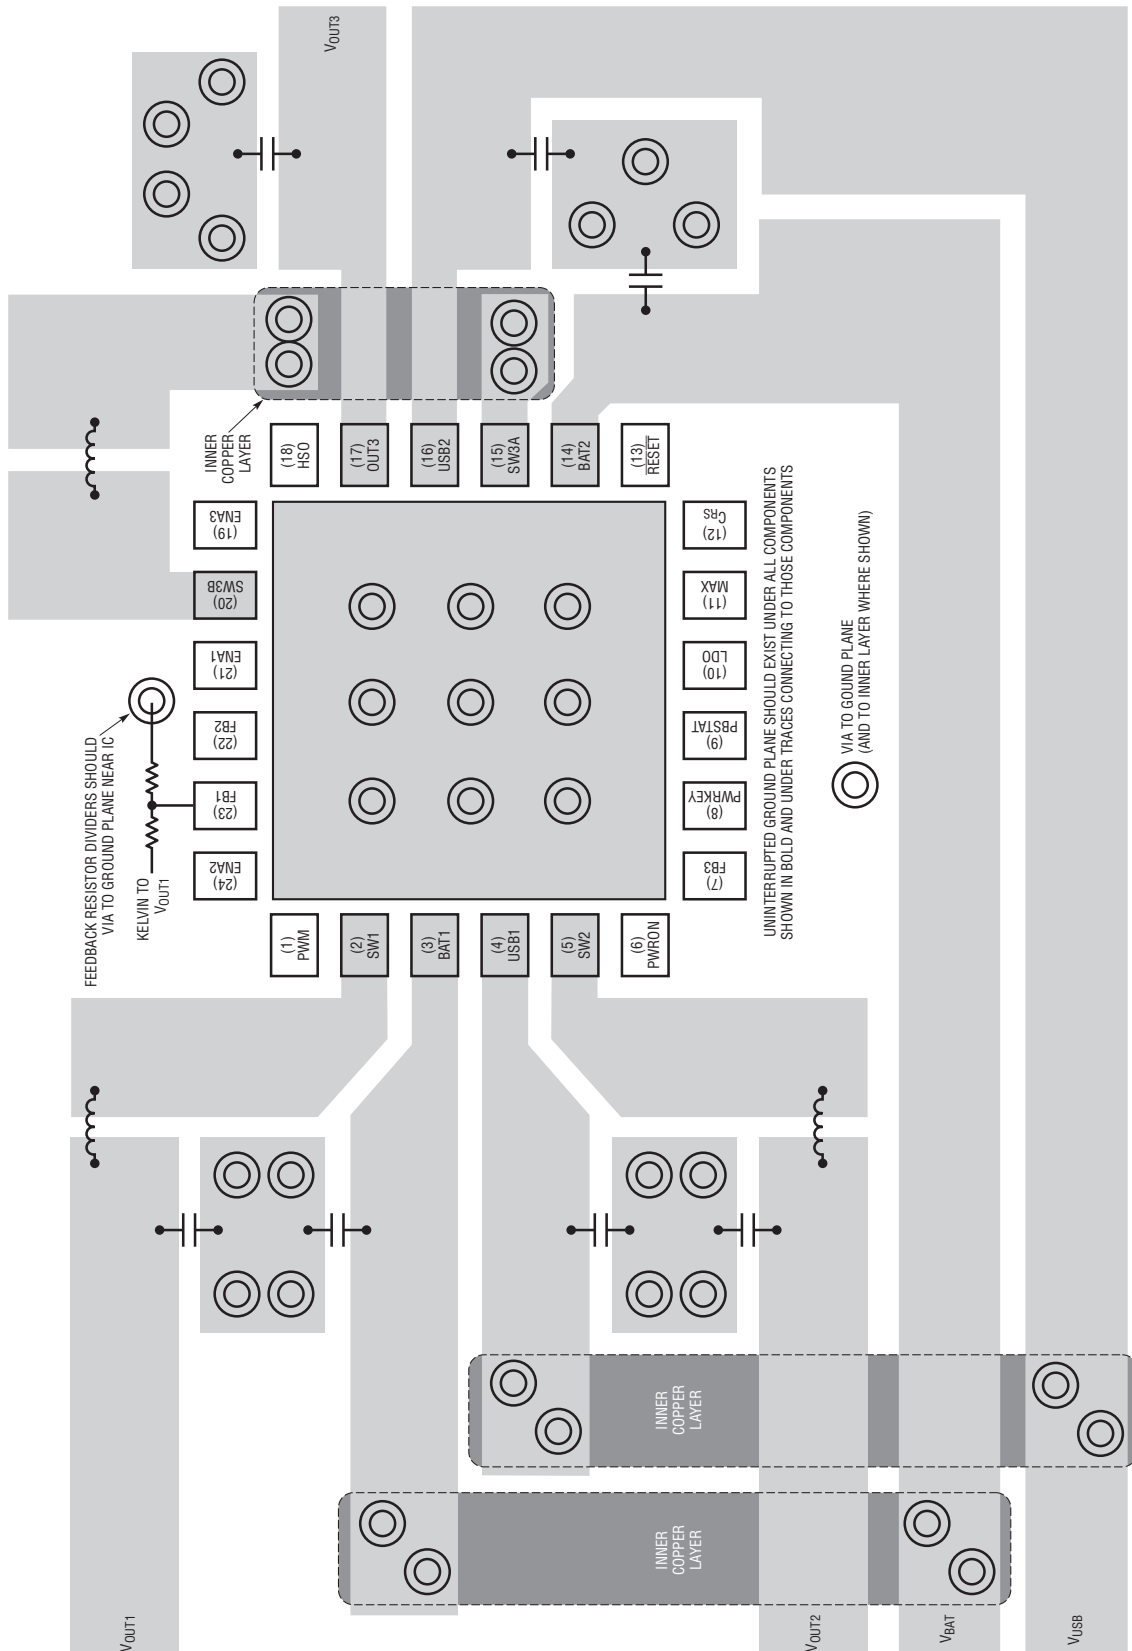 VOUT3
INNER
COPPER
LAYER
(18)
HSO
(17)
OUT3
(16)
USB2
(15)
SW3A
(14)
BAT2
(13)
RESET
(19)
ENA3
(20)
SW3B
(21)
ENA1
(22)
FB2
(23)
FB1
(24)
ENA2
(12)
CRS
(11)
MAX
(10)
LDO
(9)
PBSTAT
(8)
PWRKEY
(7)
FB3
(1)
PWM
(2)
SW1
(3)
BAT1
(4)
USB1
(5)
SW2
(6)
PWRON
FEEDBACK RESISTOR DIVIDERS SHOULD
VIA TO GROUND PLANE NEAR IC
KELVIN TO
VOUT1
UNINTERRUPTED GROUND PLANE SHOULD EXIST UNDER ALL COMPONENTS
SHOWN IN BOLD AND UNDER TRACES CONNECTING TO THOSE COMPONENTS
VIA TO GOUND PLANE
(AND TO INNER LAYER WHERE SHOWN)
INNER
COPPER
LAYER
INNER
COPPER
LAYER
VOUT1
VOUT2
VBAT
VUSB